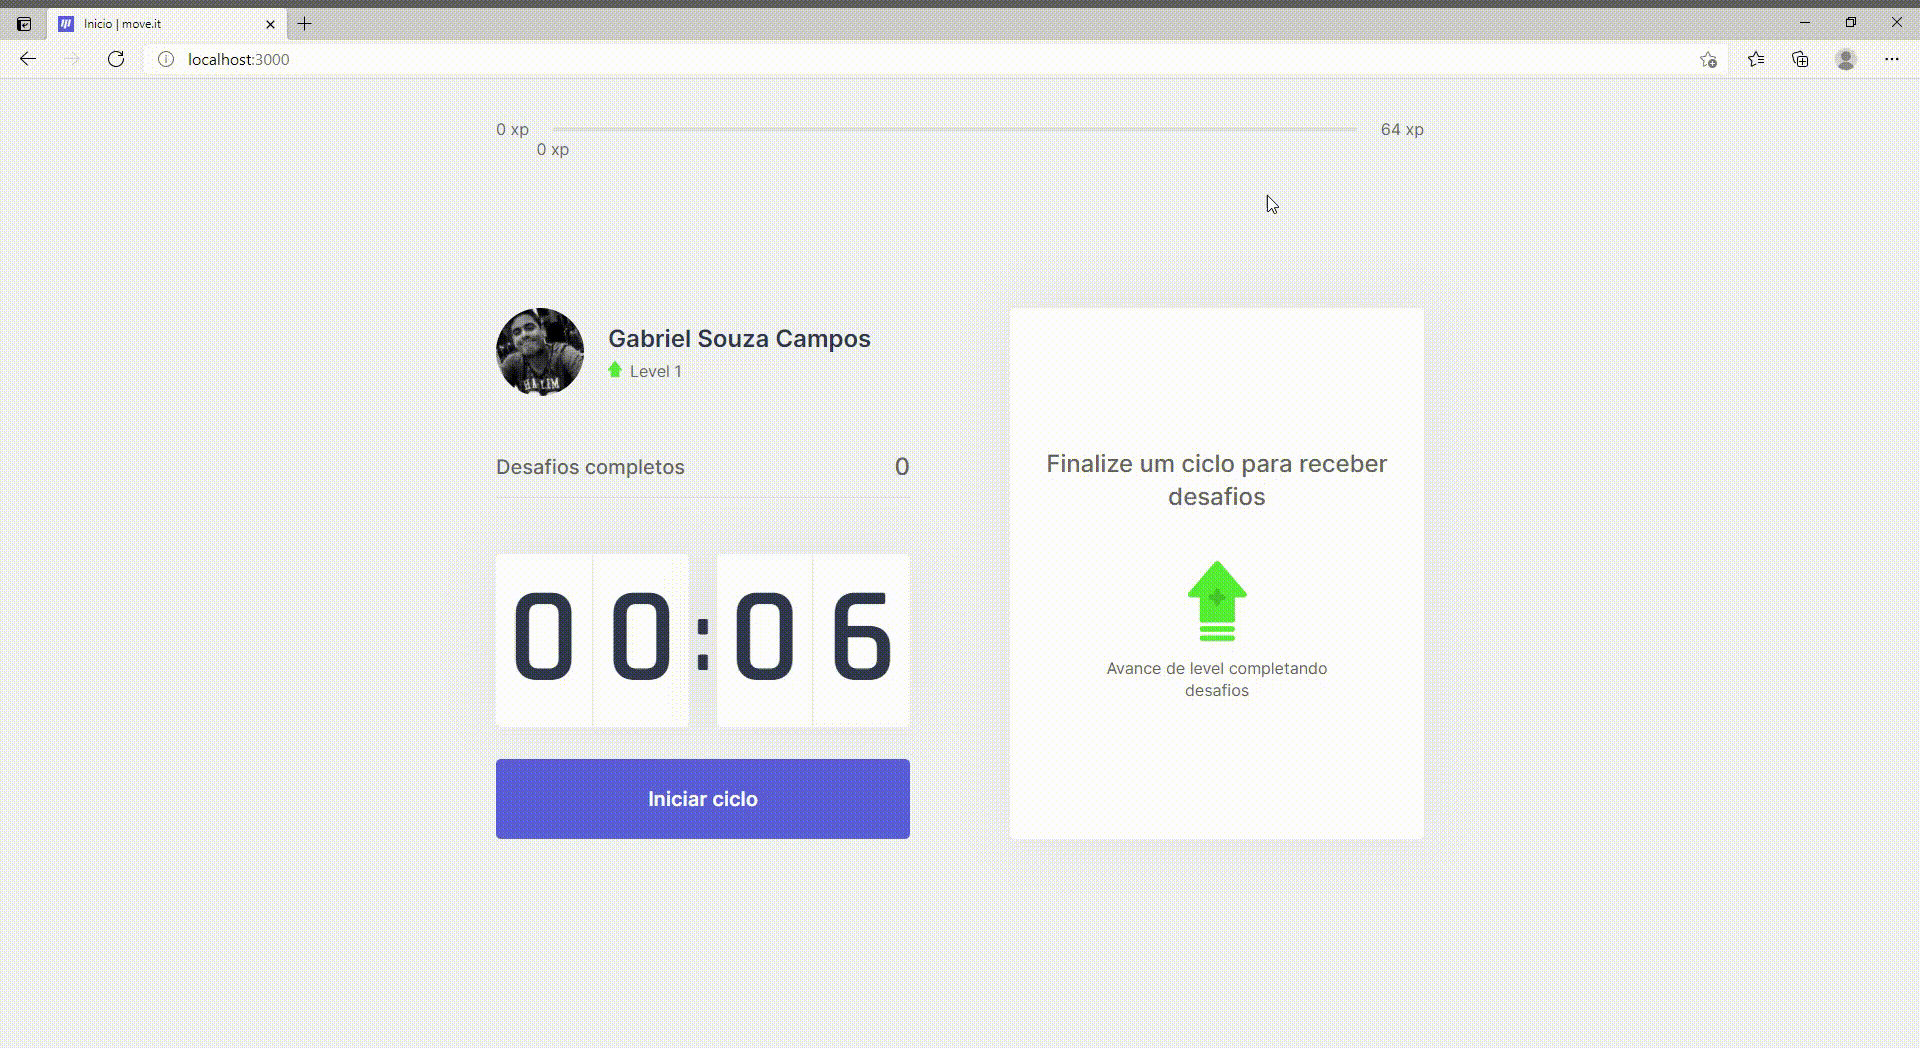 Inicio | move.it
localhost:3000
0 xp
64 xp
0 xp
Gabriel Souza Campos
Level 1
Desafios completos
0
00:06
Iniciar ciclo
Finalize um ciclo para receber
desafios
Avance de level completando
desafios